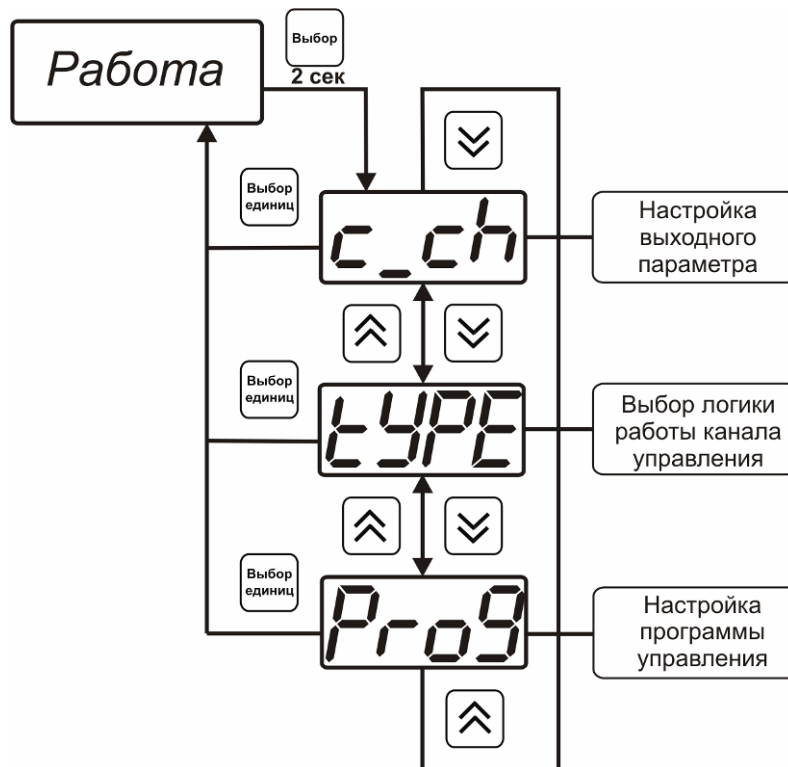 Работа
Выбор
2 сек
Выбор
единиц
c_ch
Настройка
выходного
параметра
Выбор
единиц
tYPE
Выбор логики
работы канала
управления
Выбор
единиц
Prog
Настройка
программы
управления